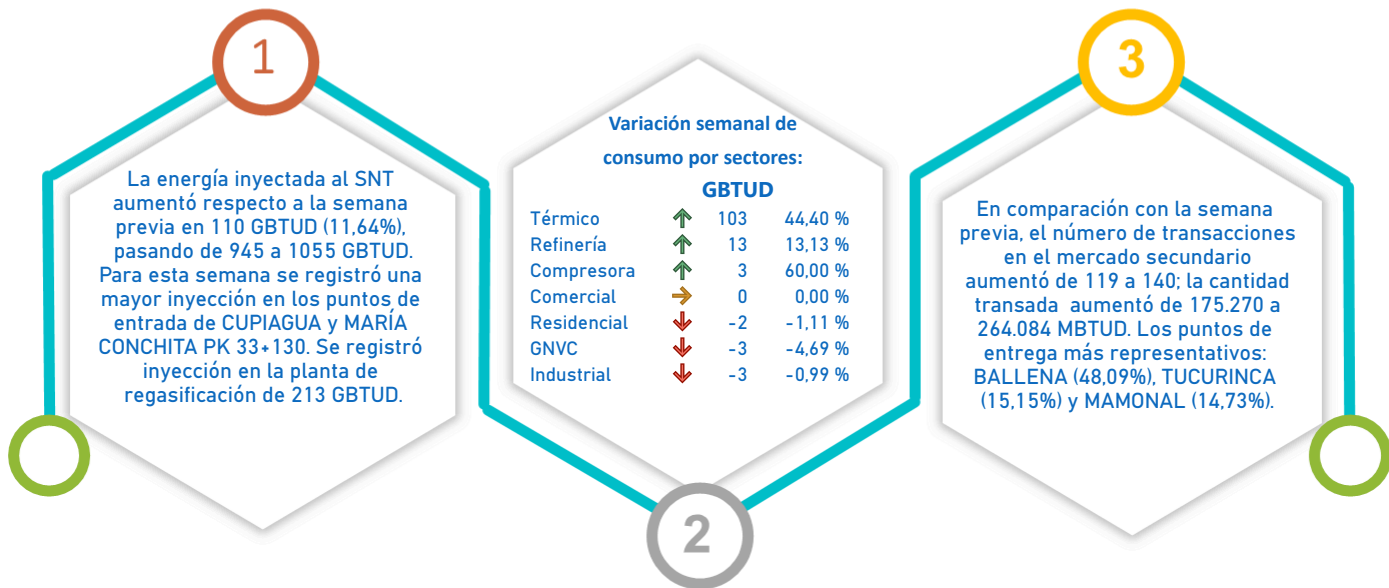 1
La energía inyectada al SNT
aumentó respecto a la semana
previa en 110 GBTUD (11,64%),
pasando de 945 a 1055 GBTUD.
Para esta semana se registró una
mayor inyección en los puntos de
entrada de CUPIAGUA y MARÍA
CONCHITA PK 33+130. Se registró
inyección en la planta de
regasificación de 213 GBTUD.
Variación semanal de
consumo por sectores:
GBTUD
Térmico 103 44,40 %
Refinería 13 13,13 %
Compresora 3 60,00 %
Comercial 0 0,00 %
Residencial -2 -1,11 %
GNVC -3 -4,69 %
Industrial -3 -0,99 %
2
3
En comparación con la semana
previa, el número de transacciones
en el mercado secundario
aumentó de 119 a 140; la cantidad
transada aumentó de 175.270 a
264.084 MBTUD. Los puntos de
entrega más representativos:
BALLENA (48,09%), TUCURINCA
(15,15%) y MAMONAL (14,73%).